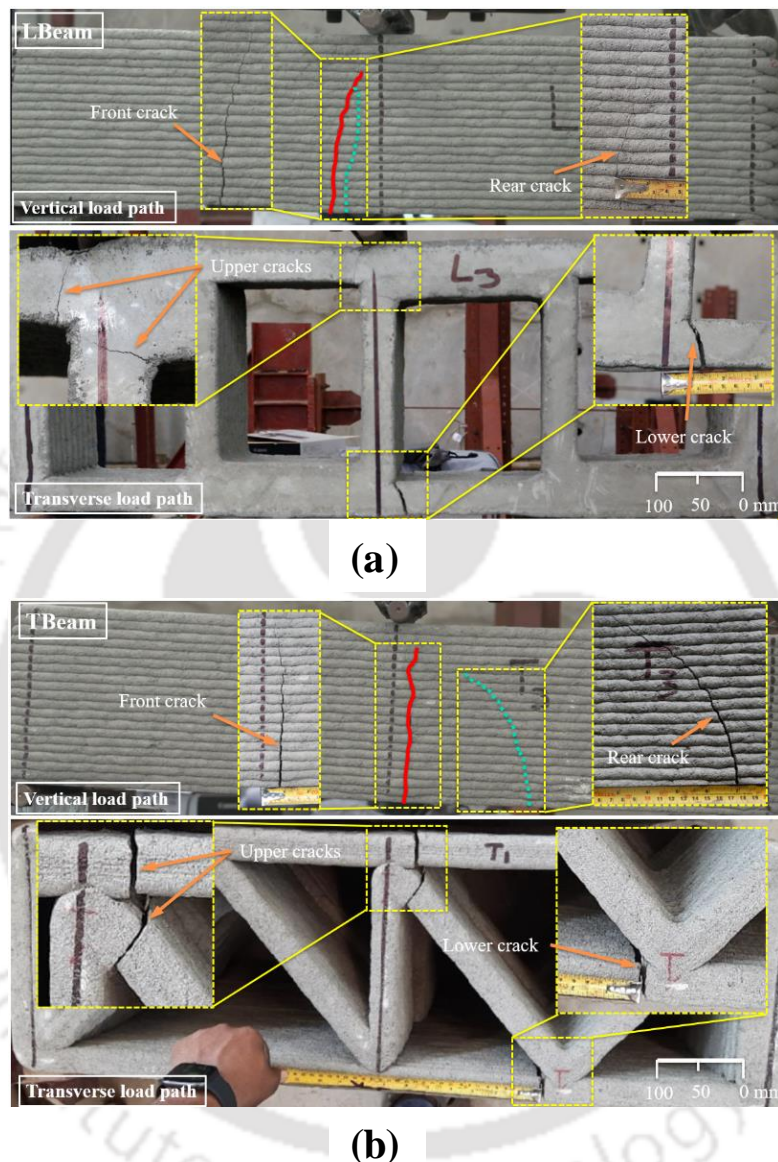 LBeam
Front crack
Rear crack
Vertical load path
Upper cracks
L3
Lower crack
Transverse load path
100 50 0 mm
(a)
TBeam
T3
Front crack
Rear crack
Vertical load path
Upper cracks
T1
Lower crack
Transverse load path
100 50 0 mm
(b)